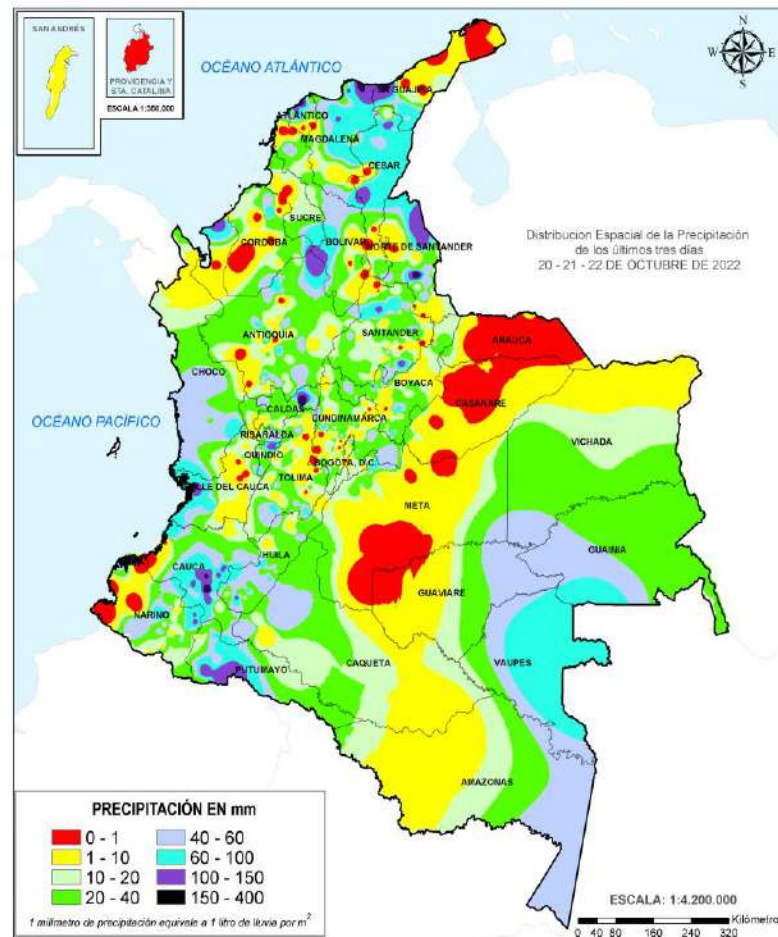 SAN ANDRÉS
PROVIDENCIA Y
STA. CATALINA
ESCALA 1:350,000
N
W
E
S
OCÉANO ATLÁNTICO
LA GUAJIRA
ATLÁNTICO
MAGDALENA
CESAR
SUCRE
CORDOBA
BOLIVAR
NORTE DE SANTANDER
Distribucion Espacial de la Precipitación
de los últimos tres días
20 - 21 - 22 DE OCTUBRE DE 2022
ANTIOQUIA
SANTANDER
ARAUCA
CHOCO
BOYACA
CASANARE
CALDAS
CUNDINAMARCA
OCÉANO PACÍFICO
RISARALDA
VICHADA
QUINDIO
BOGOTA, D.C.
TOLIMA
VALLE DEL CAUCA
META
HUILA
GUAINIA
CAUCA
GUAVIARE
NARIÑO
CAQUETA
VAUPES
PUTUMAYO
AMAZONAS
PRECIPITACIÓN EN mm
0 - 1
40 - 60
1 - 10
60 - 100
10 - 20
100 - 150
20 - 40
150 - 400
1 milímetro de precipitación equivale a 1 litro de lluvia por m2
ESCALA: 1:4.200.000
Kilómetro
0 40 80 160 240 320